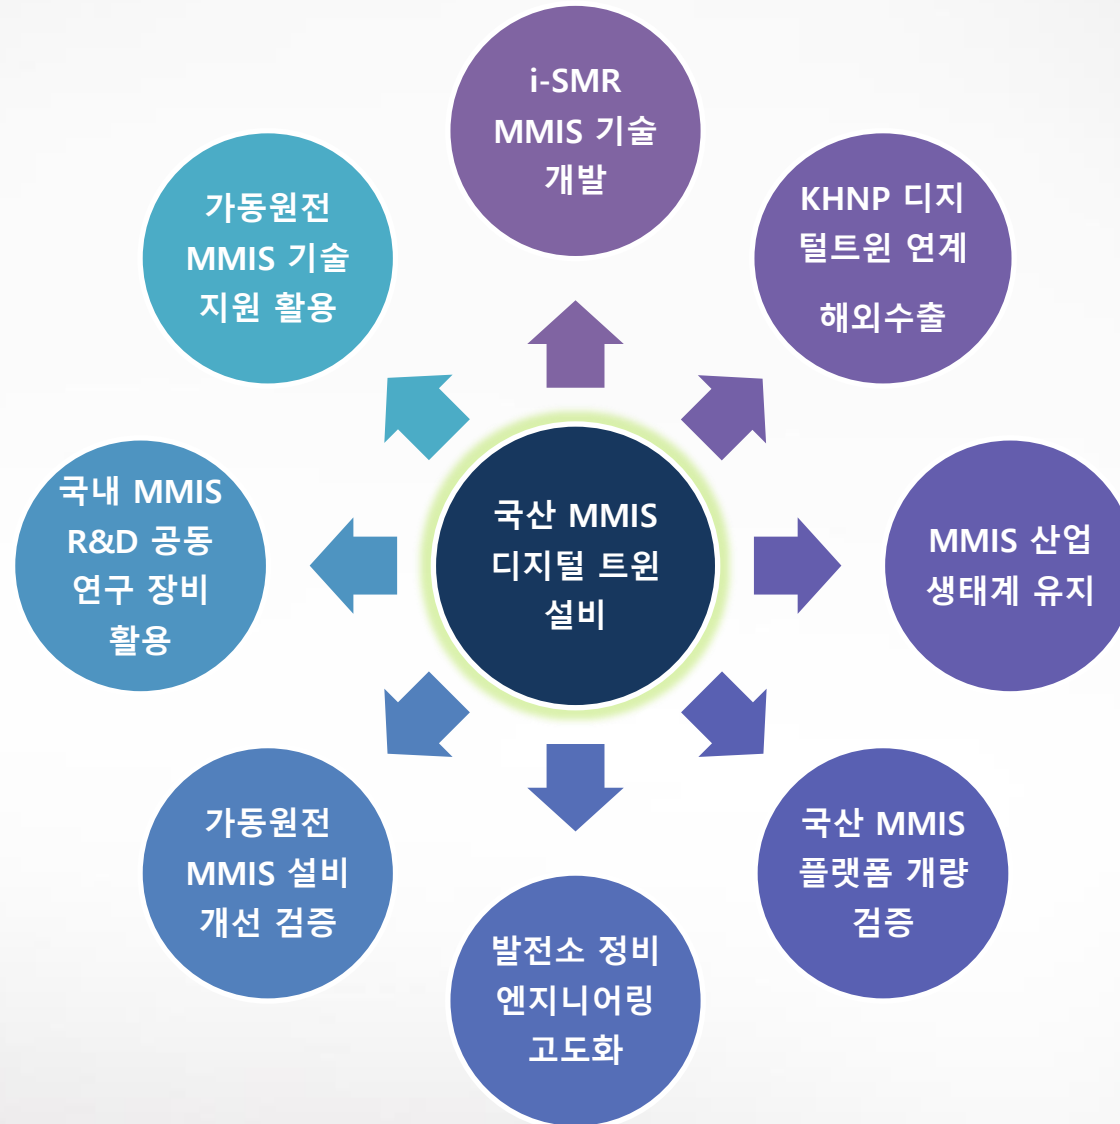 i-SMR
MMIS 기술
개발
KHNP 디지
털트윈 연계
해외수출
MMIS 산업
생태계 유지
국산 MMIS
플랫폼 개량
검증
발전소 정비
엔지니어링
고도화
가동원전
MMIS 설비
개선 검증
국내 MMIS
R&D 공동
연구 장비
활용
가동원전
MMIS 기술
지원 활용
국산 MMIS
디지털 트윈
설비